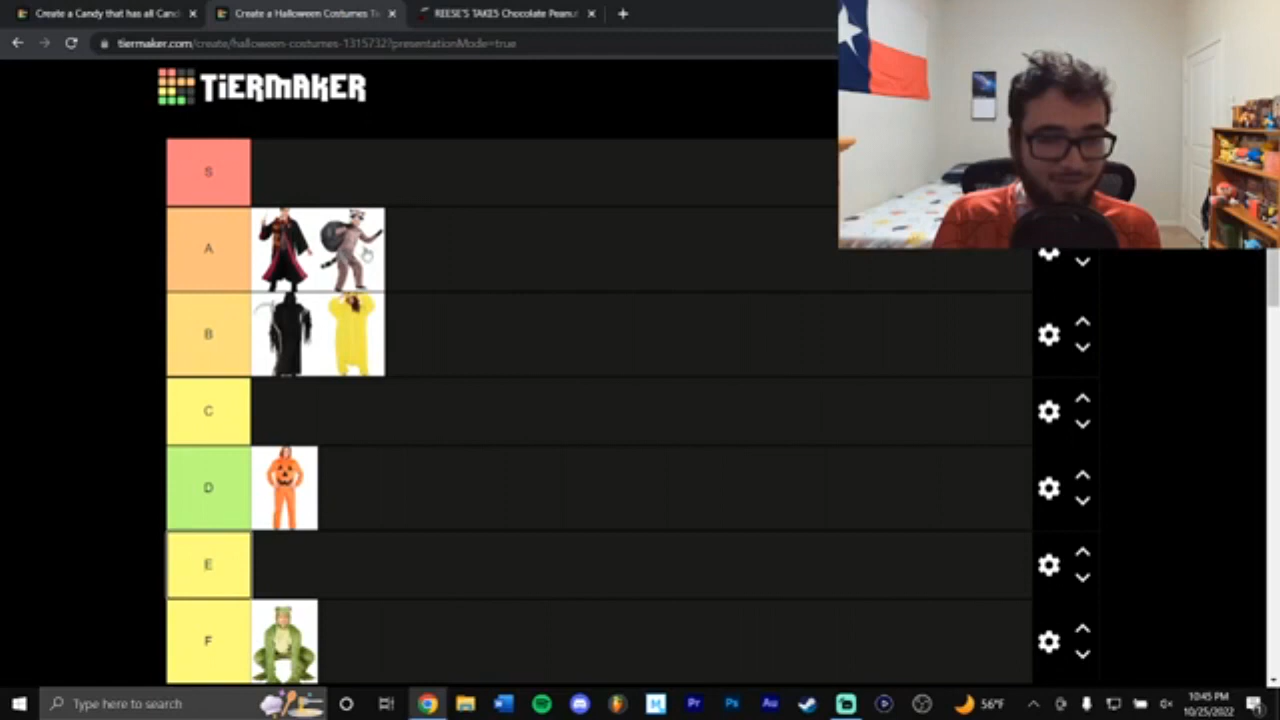 Create a Candy that has all Cand
Create a Halloween Costumes Ti
REESE'S TAKE5 Chocolate Peanut
tiermaker.com/create/halloween-costumes-1315732?presentationMode=true
TiERMAKER
S
A
B
C
D
E
F
Type here to search
56°F
10:45 PM
10/25/2022